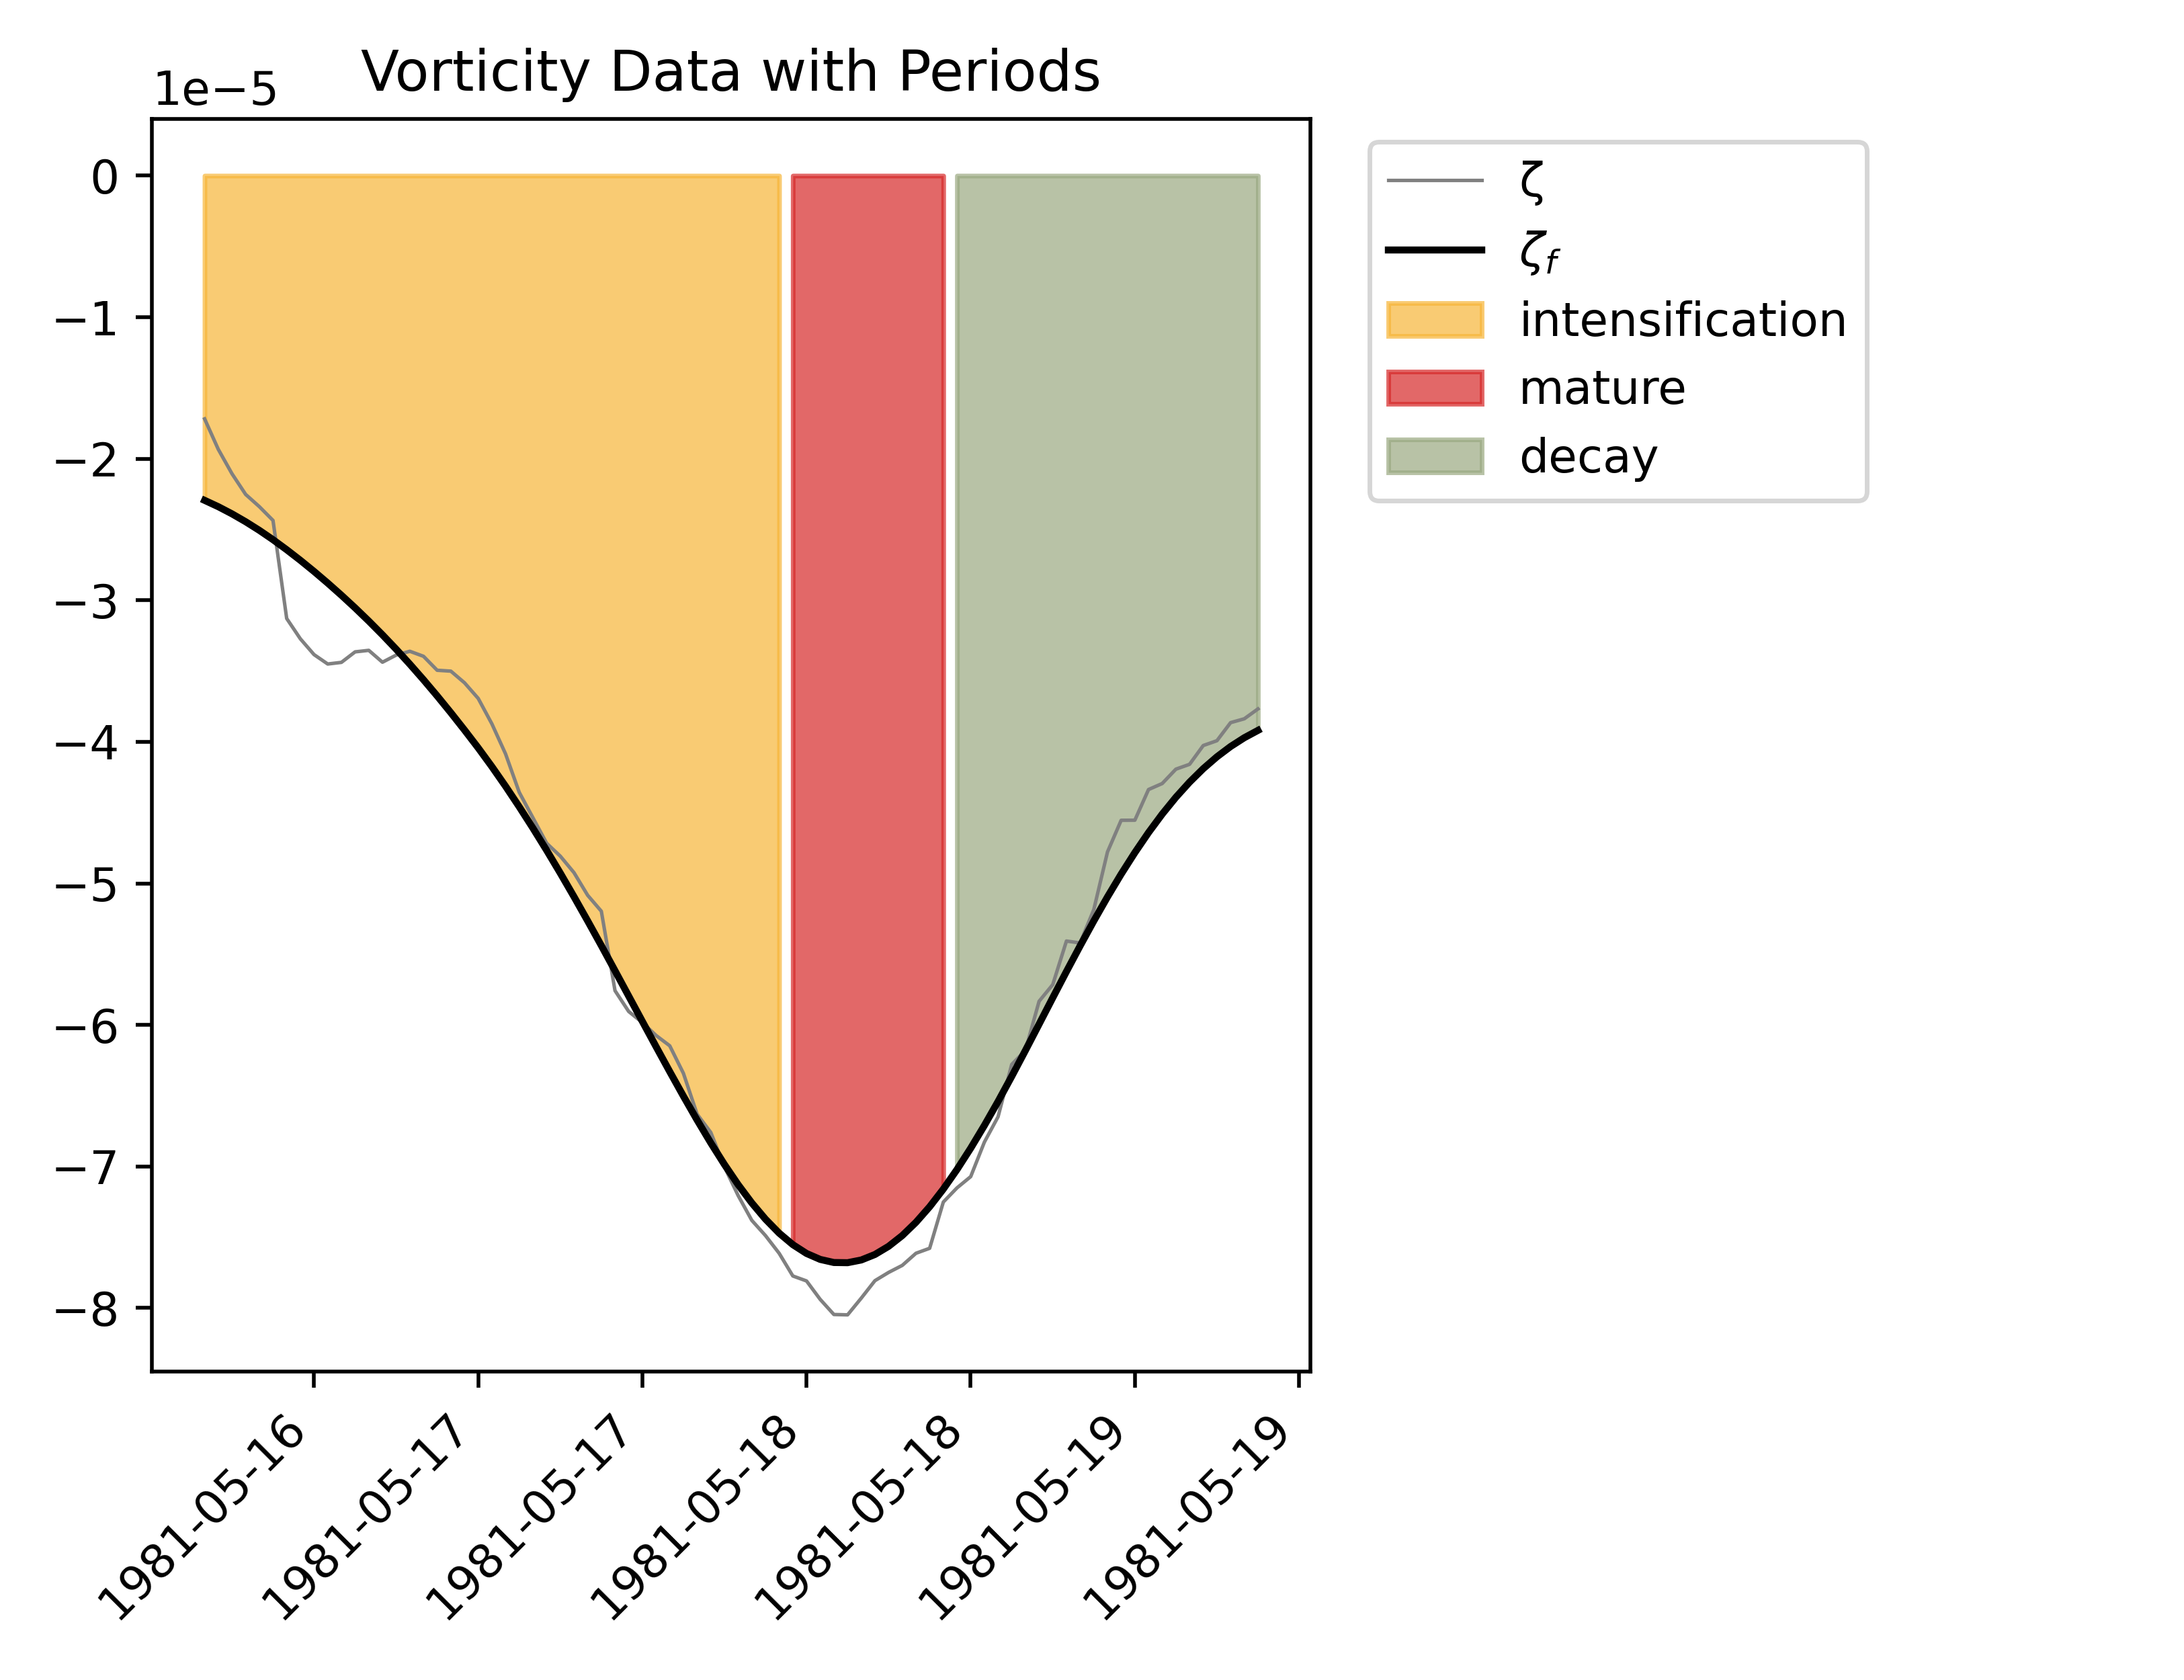 Vorticity Data with Periods
1e−5
0
−1
−2
−3
−4
−5
−6
−7
−8
1981-05-16
1981-05-17
1981-05-17
1981-05-18
1981-05-18
1981-05-19
1981-05-19
ζ
ζf
intensification
mature
decay